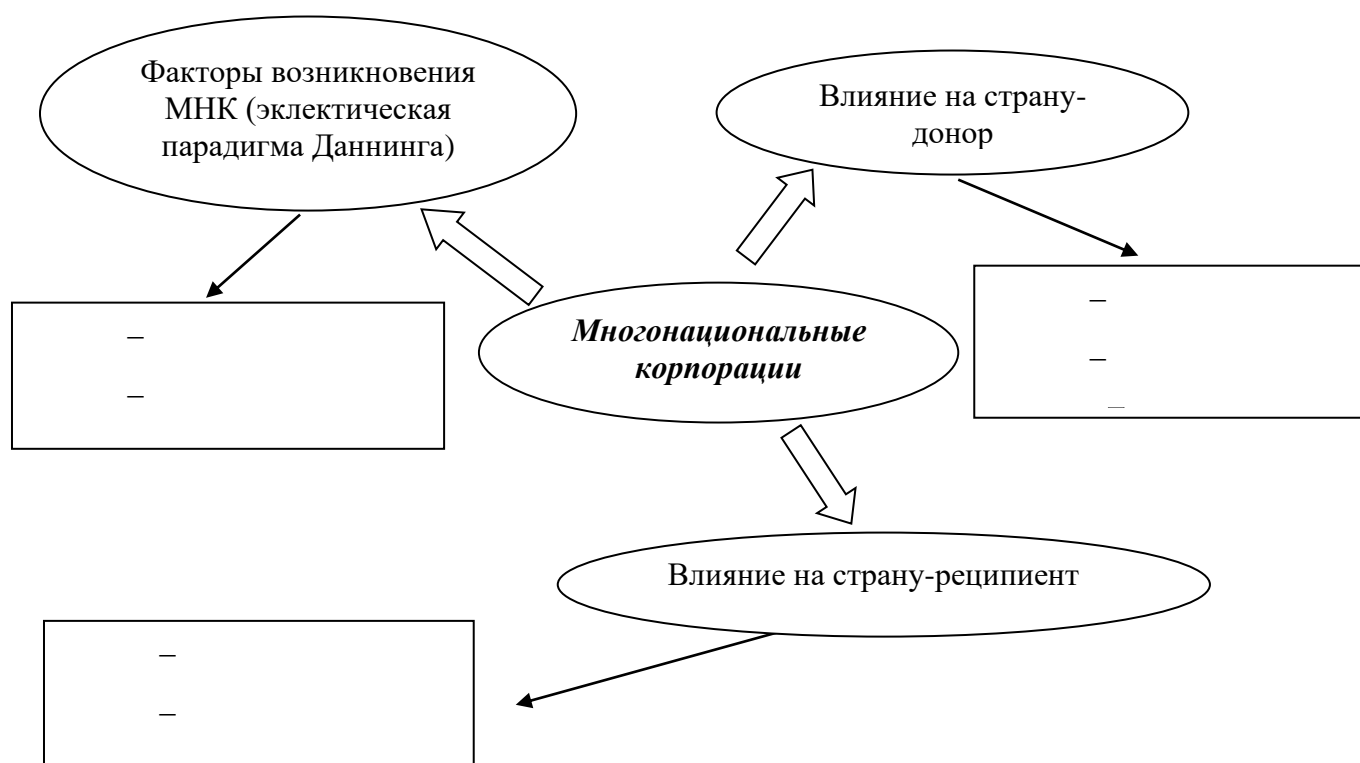 Факторы возникновения
МНК (эклектическая
парадигма Даннинга)
Влияние на страну-
донор
–
–
Многонациональные
корпорации
–
–
–
Влияние на страну-реципиент
–
–